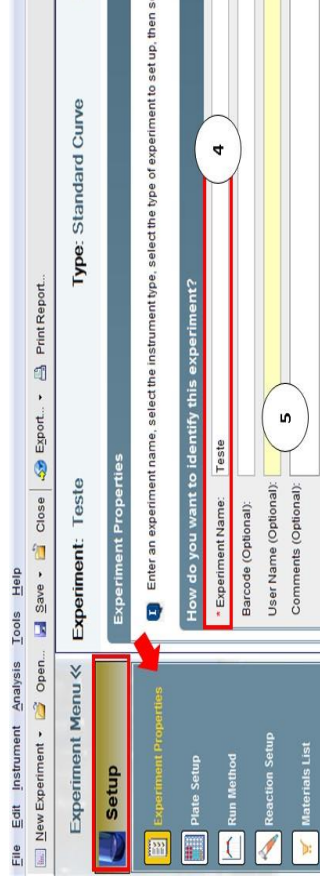 File Edit Instrument Analysis Tools Help
New Experiment Open... Save Close Export... Print Report...
Experiment Menu «
Experiment: Teste Type: Standard Curve
Setup
Experiment Properties
Plate Setup
Run Method
Reaction Setup
Materials List
Experiment Properties
Enter an experiment name, select the instrument type, select the type of experiment to set up, then s
How do you want to identify this experiment?
* Experiment Name: Teste
4
Barcode (Optional):
User Name (Optional):
5
Comments (Optional):